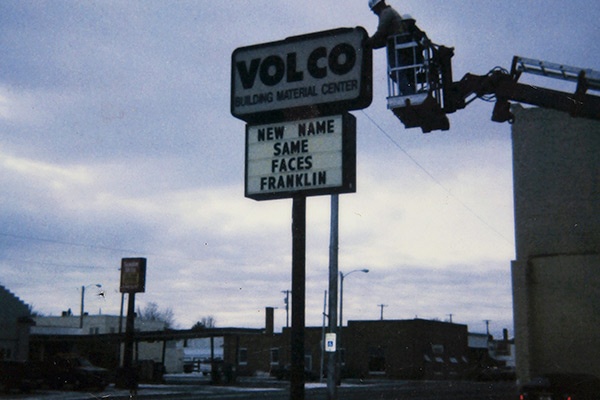 VOLCO
BUILDING MATERIAL CENTER
NEW NAME
SAME
FACES
FRANKLIN